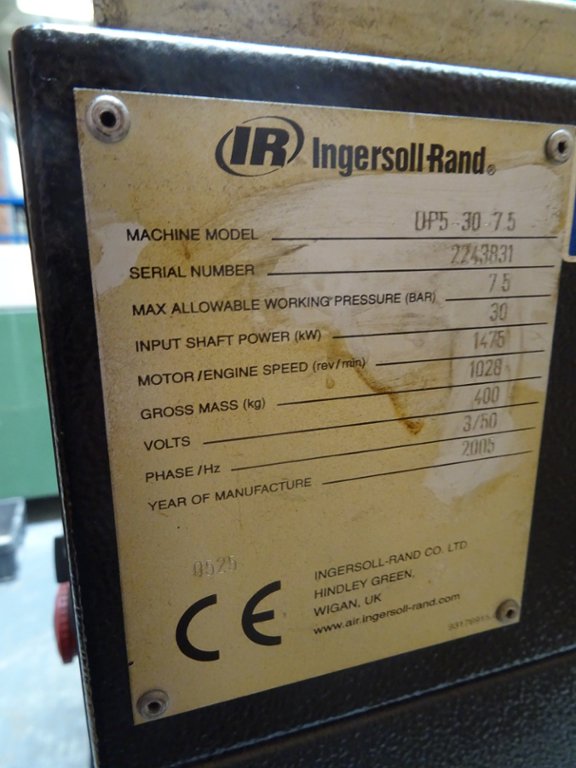 IR Ingersoll-Rand®
MACHINE MODEL UP5-30-7.5
SERIAL NUMBER 2243831
MAX ALLOWABLE WORKING PRESSURE (BAR) 7.5
INPUT SHAFT POWER (kW) 30
MOTOR/ENGINE SPEED (rev/min) 1475
GROSS MASS (kg) 1028
VOLTS 400
PHASE/Hz 3/50
YEAR OF MANUFACTURE 2005
0525
CE
INGERSOLL-RAND CO. LTD
HINDLEY GREEN,
WIGAN, UK
www.air.ingersoll-rand.com